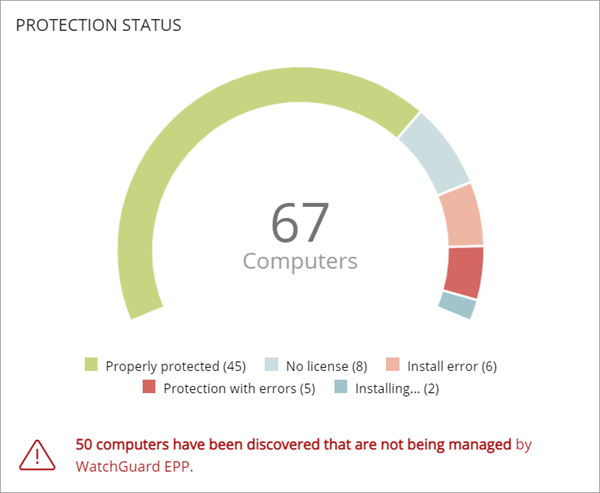 PROTECTION STATUS
67
Computers
Properly protected (45) No license (8) Install error (6)
Protection with errors (5) Installing... (2)
50 computers have been discovered that are not being managed by
WatchGuard EPP.